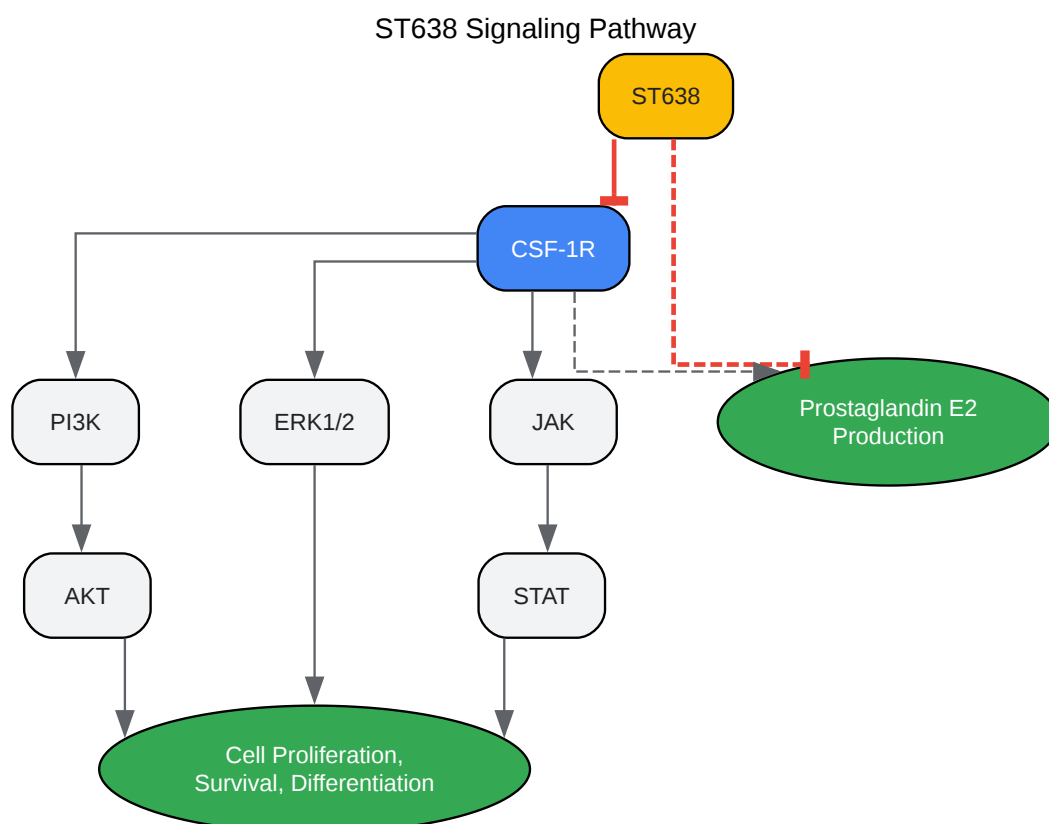 ST638 Signaling Pathway
ST638
CSF-1R
PI3K
ERK1/2
JAK
Prostaglandin E2
Production
AKT
STAT
Cell Proliferation,
Survival, Differentiation